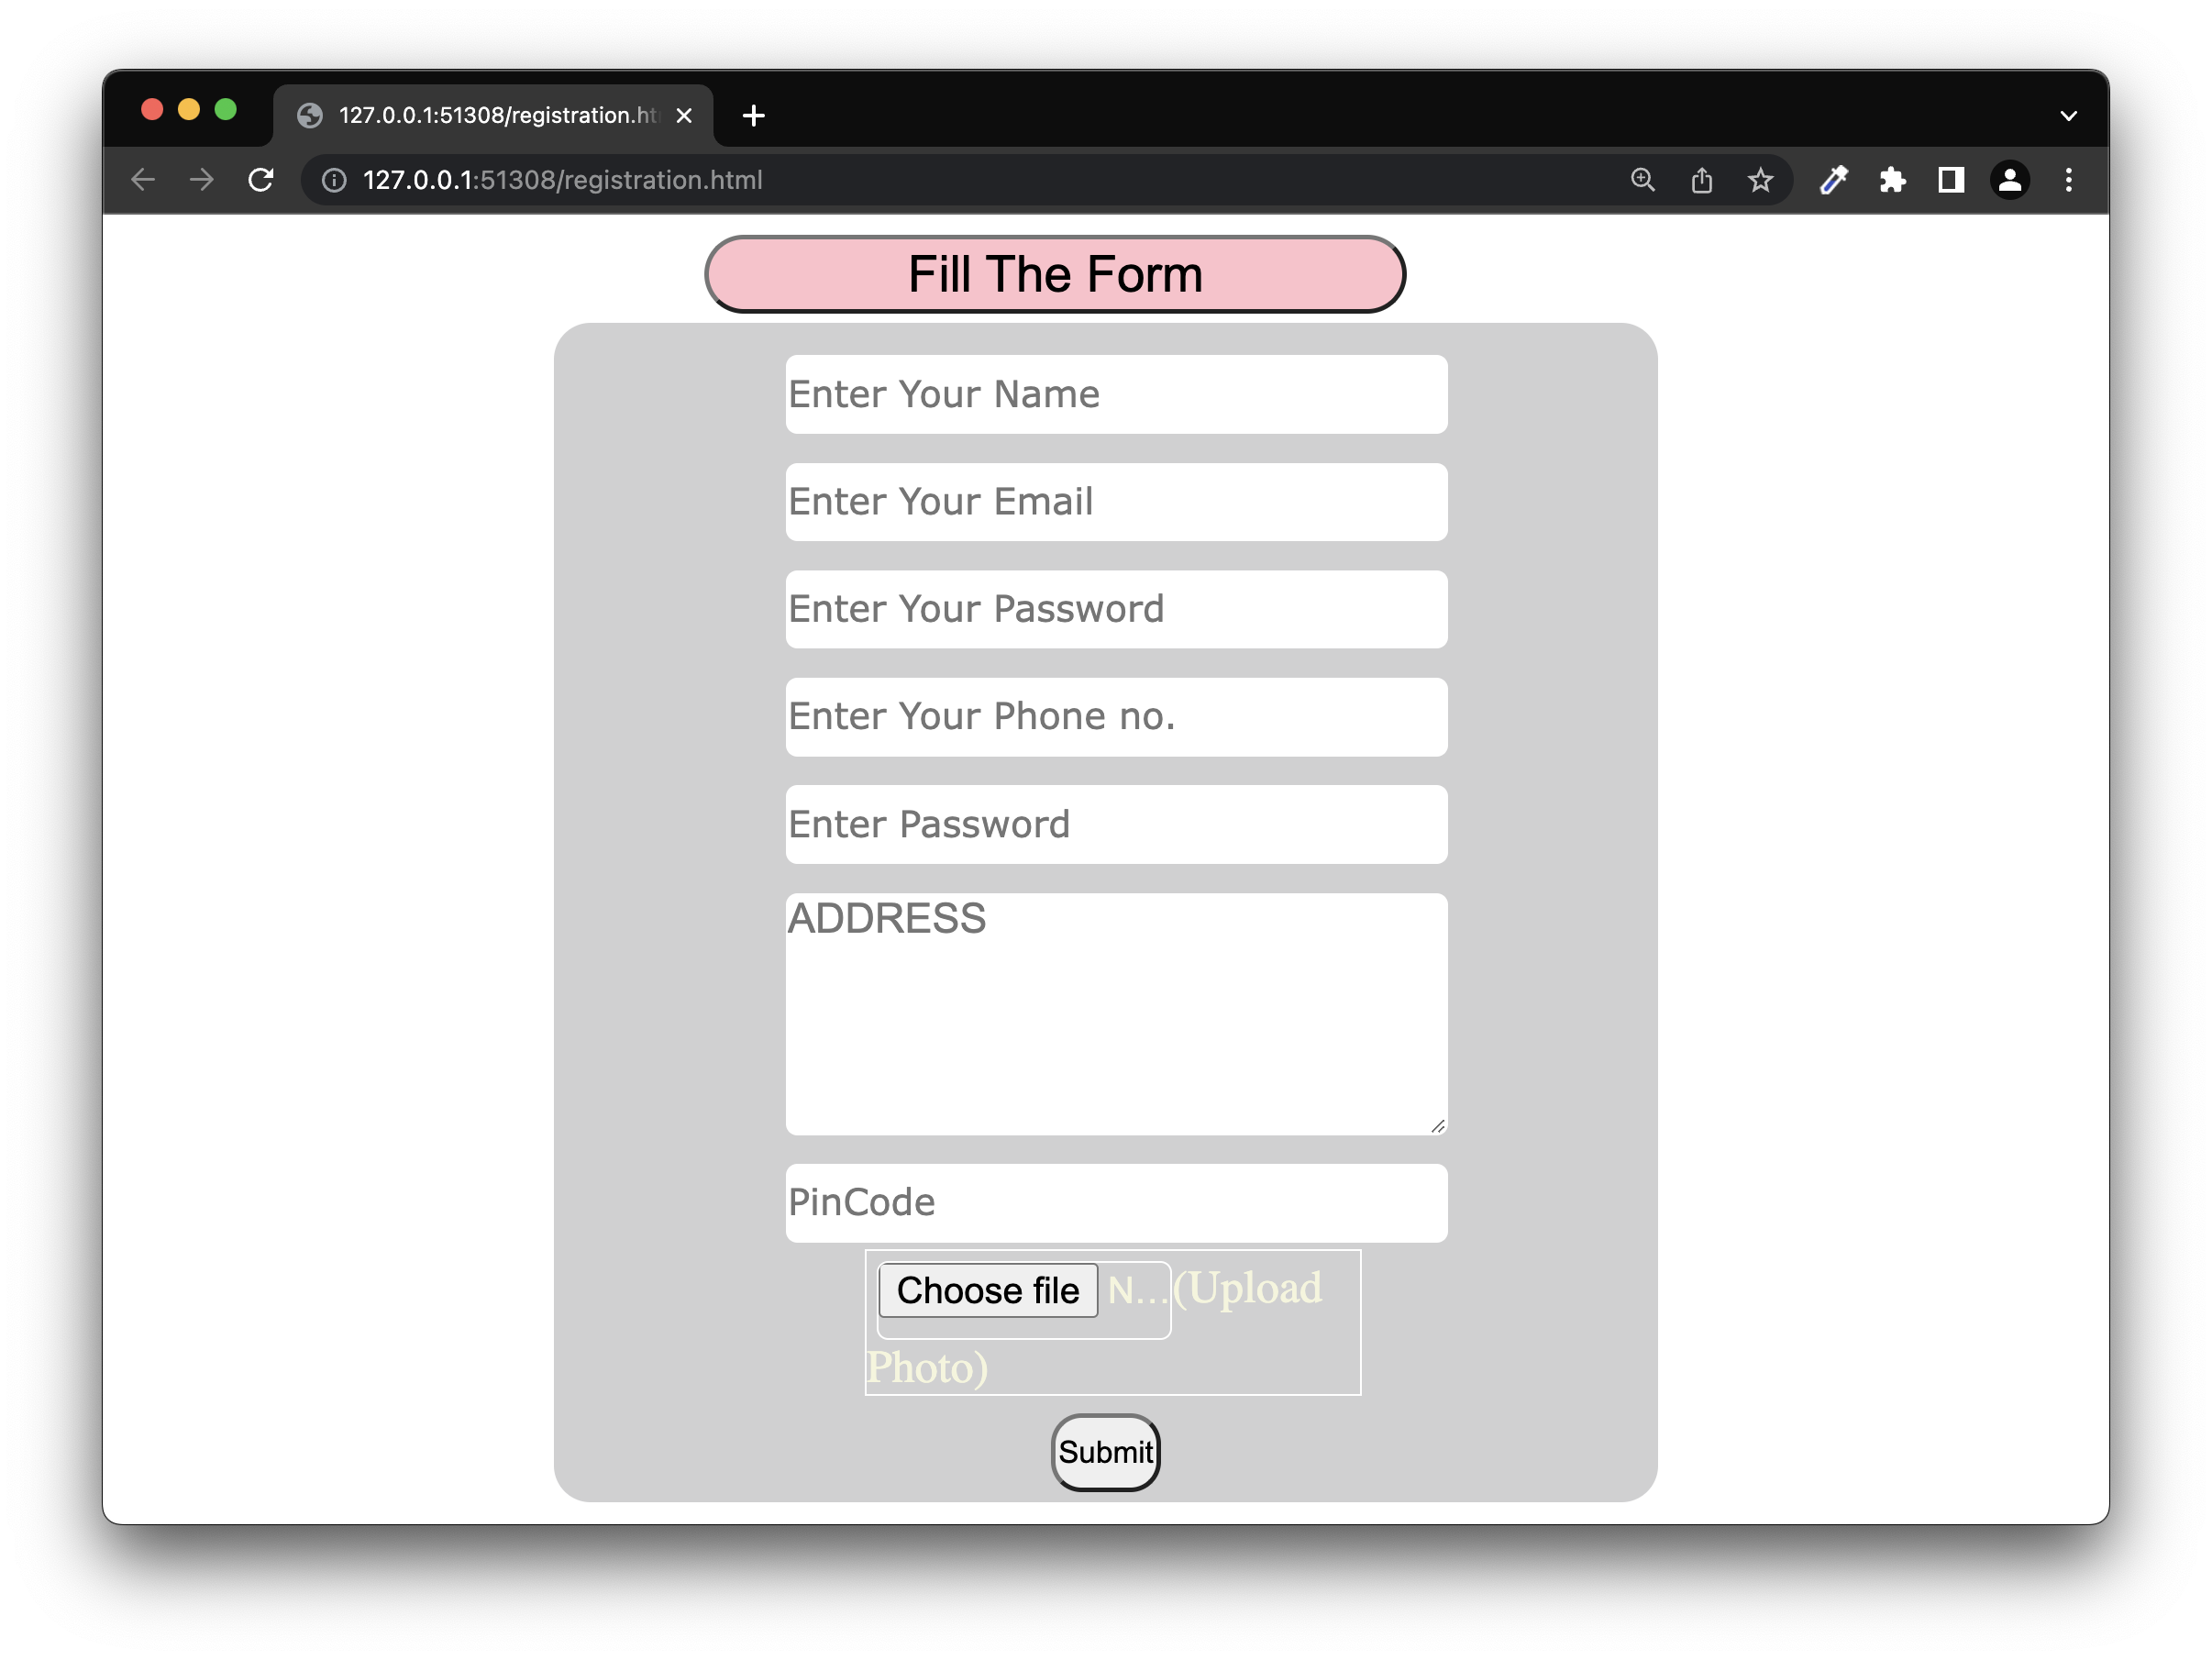 127.0.0.1:51308/registration.ht
127.0.0.1:51308/registration.html
Fill The Form
Enter Your Name
Enter Your Email
Enter Your Password
Enter Your Phone no.
Enter Password
ADDRESS
PinCode
Choose file N...(Upload
Photo)
Submit